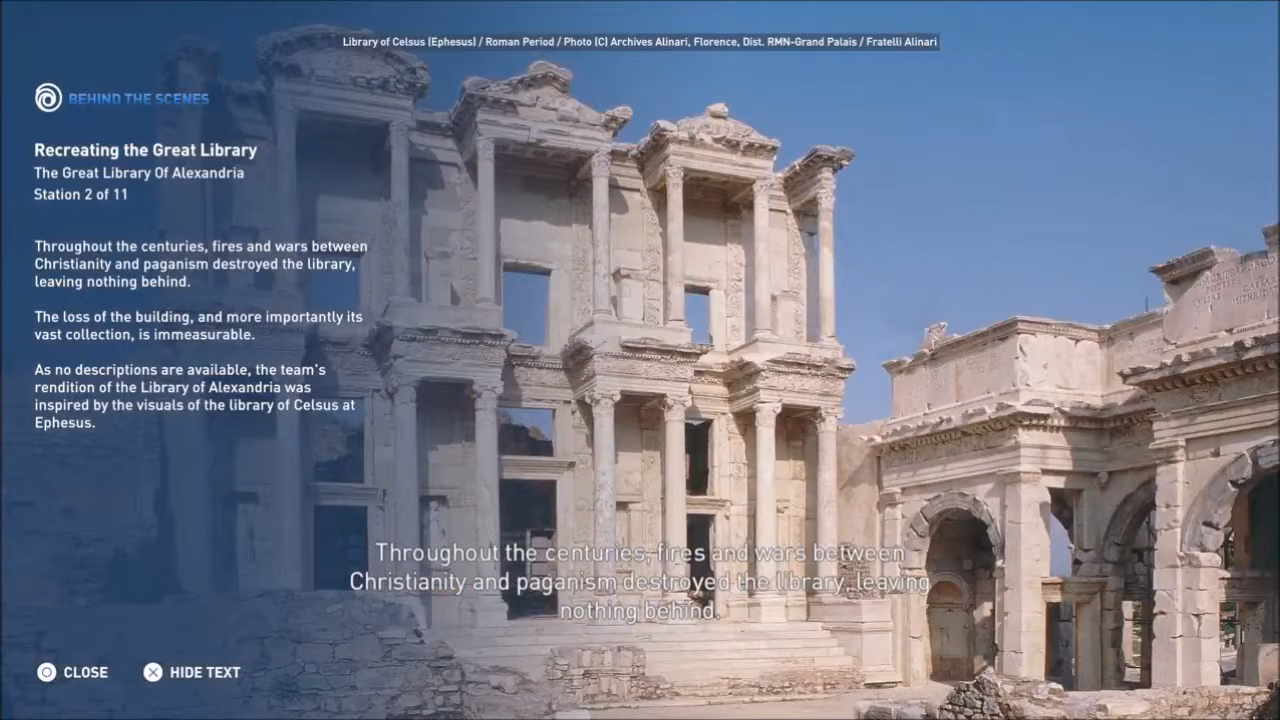 Library of Celsus (Ephesus) / Roman Period / Photo (C) Archives Alinari, Florence, Dist. RMN-Grand Palais / Fratelli Alinari
BEHIND THE SCENES
Recreating the Great Library
The Great Library Of Alexandria
Station 2 of 11
Throughout the centuries, fires and wars between
Christianity and paganism destroyed the library,
leaving nothing behind.
The loss of the building, and more importantly its
vast collection, is immeasurable.
As no descriptions are available, the team's
rendition of the Library of Alexandria was
inspired by the visuals of the library of Celsus at
Ephesus.
Throughout the centuries, fires and wars between
Christianity and paganism destroyed the library, leaving
nothing behind.
CLOSE
HIDE TEXT